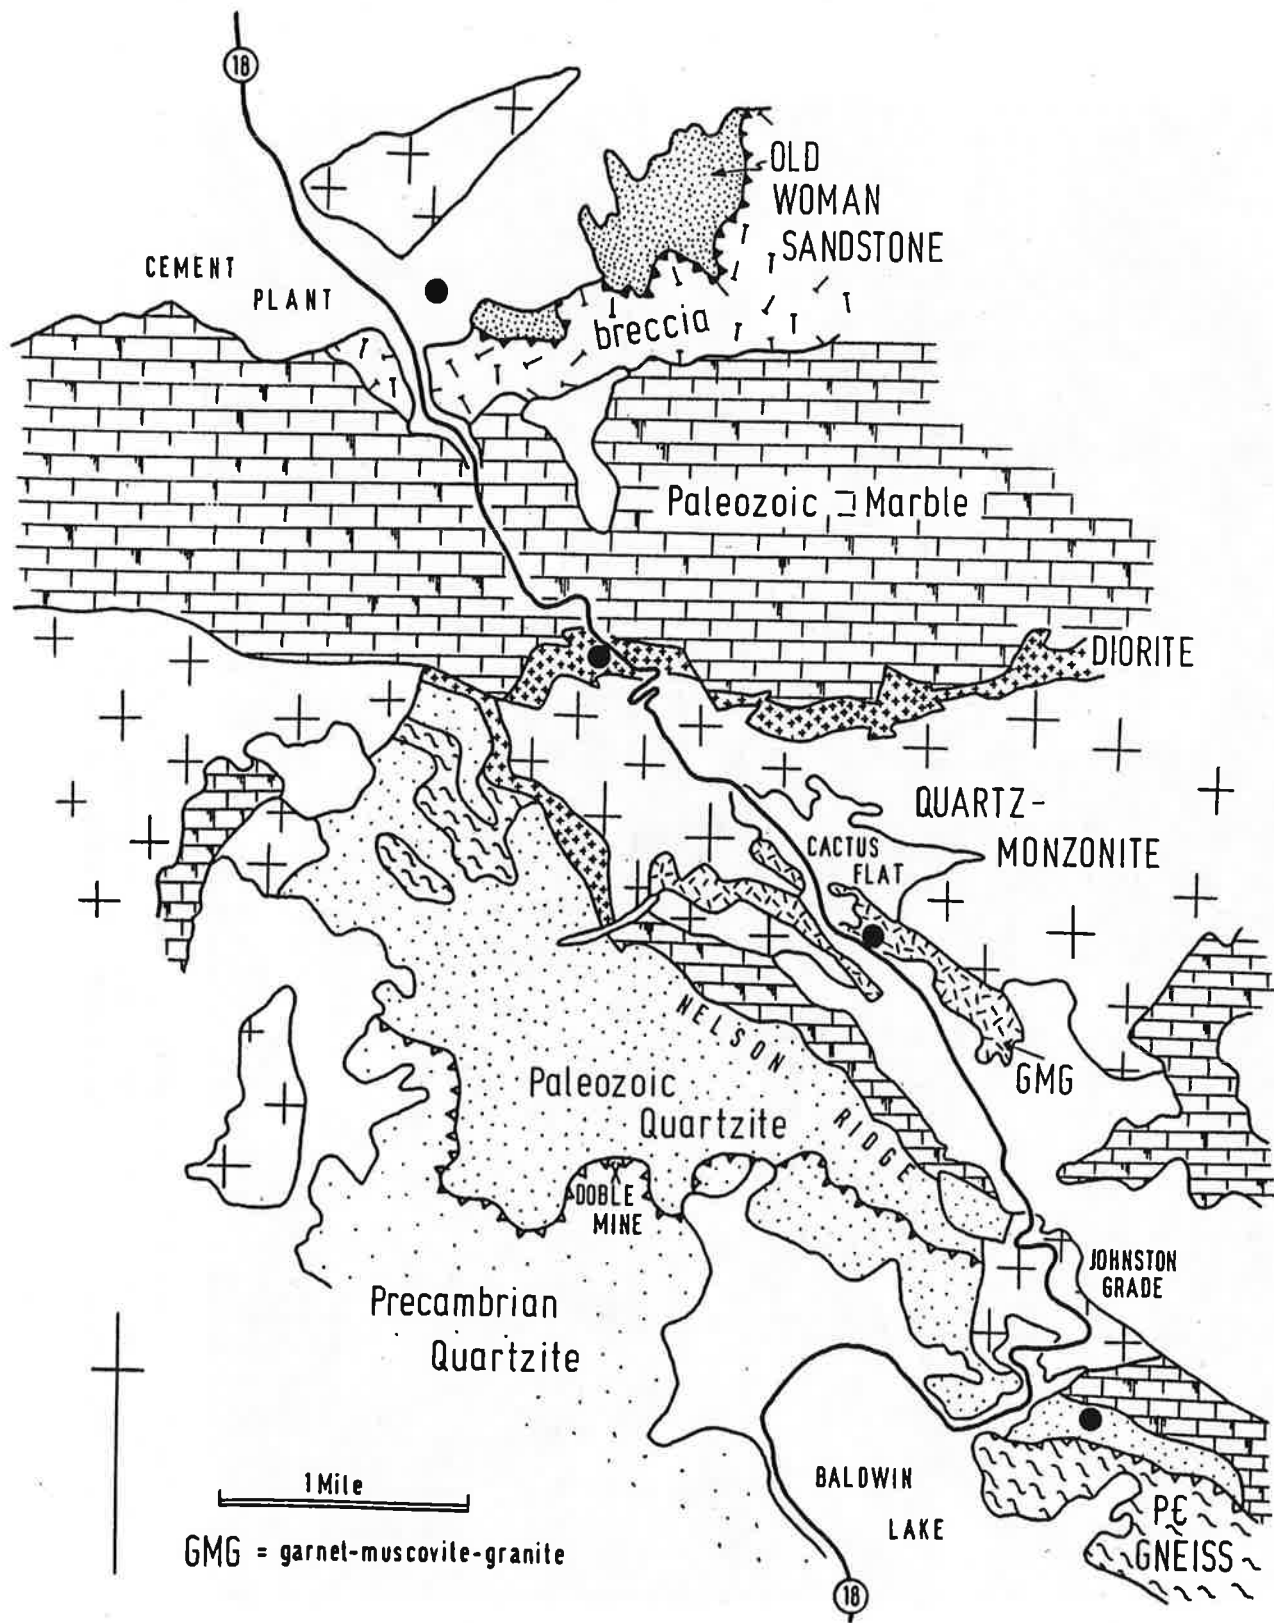 18
OLD
WOMAN
SANDSTONE
CEMENT
PLANT
breccia
Paleozoic Marble
DIORITE
QUARTZ-
MONZONITE
CACTUS
FLAT
NELSON
RIDGE
GMG
Paleozoic
Quartzite
DOBLE
MINE
JOHNSTON
GRADE
Precambrian
Quartzite
1 Mile
BALDWIN
LAKE
GMG = garnet-muscovite-granite
PЄ
GNEISS
18